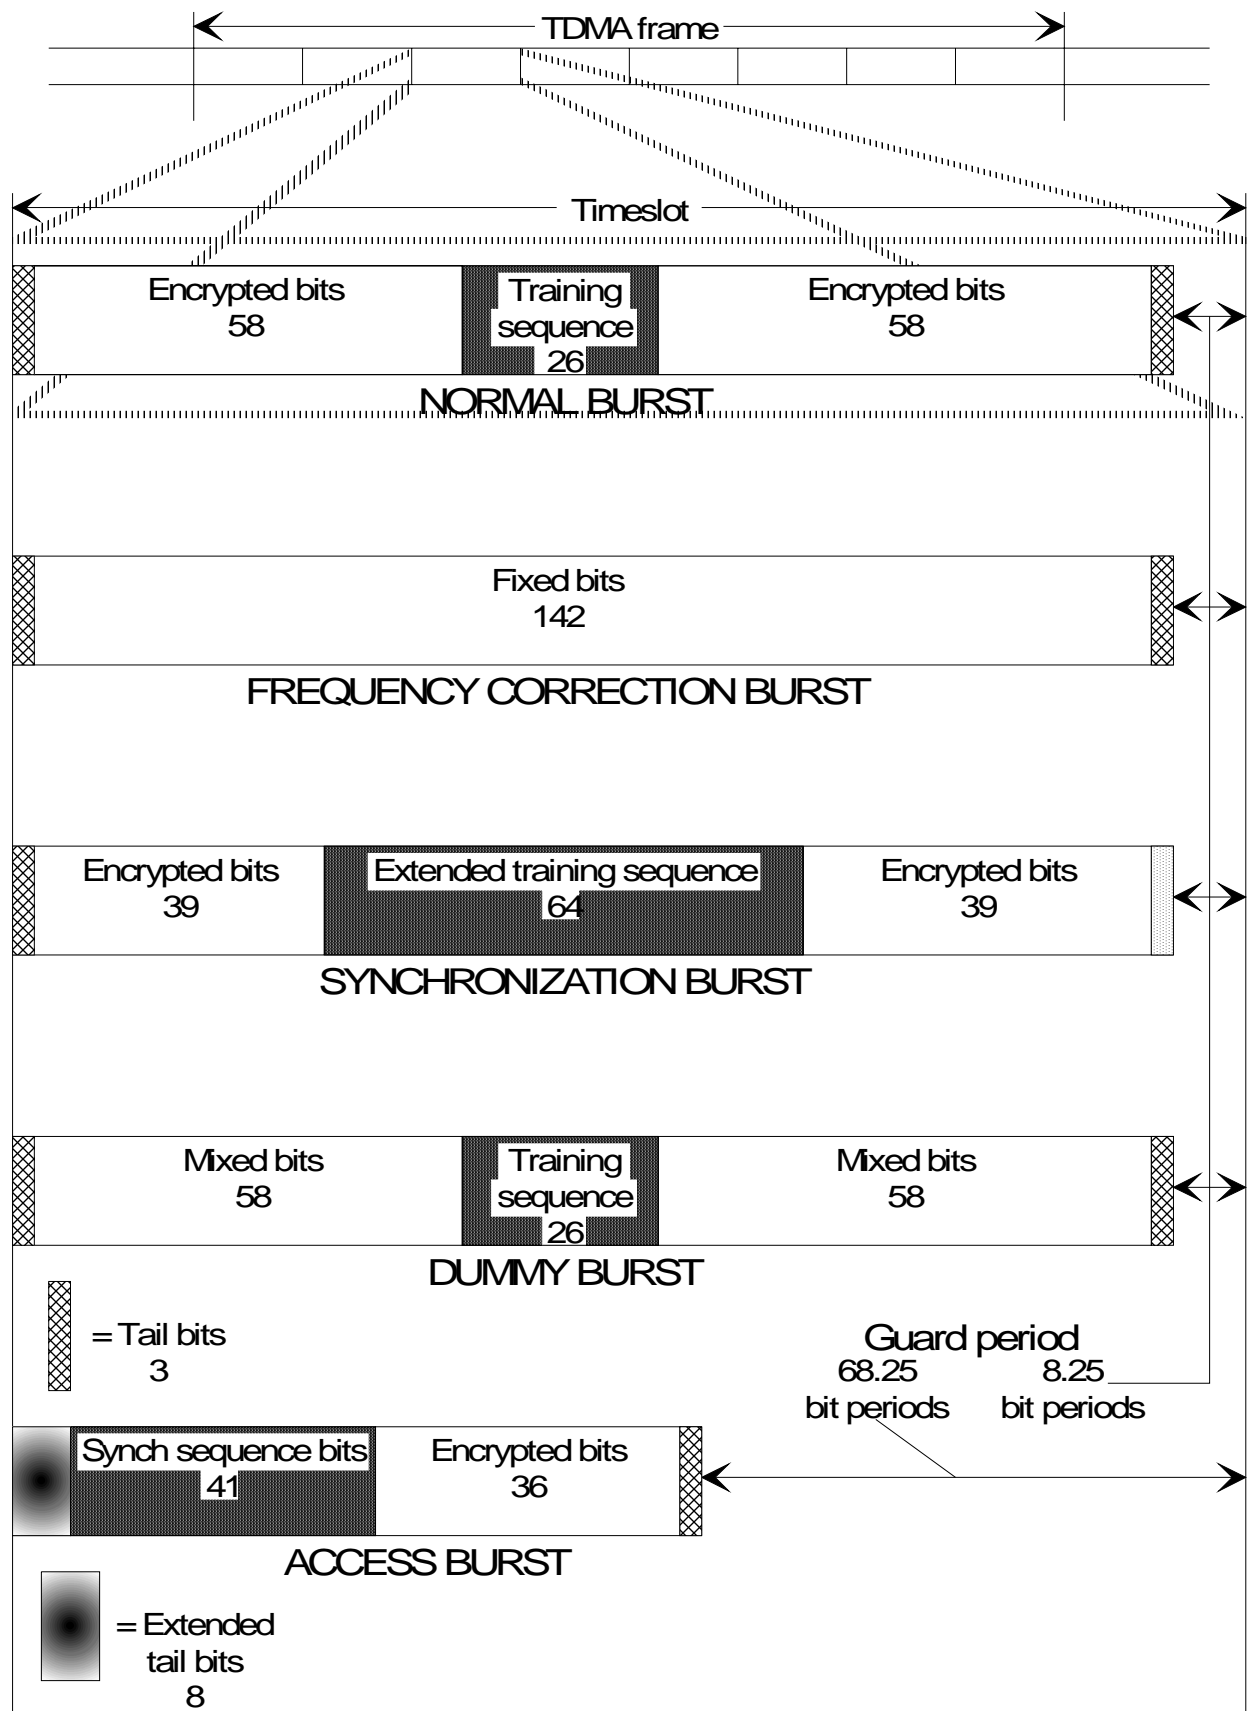 TDMA frame
Timeslot
Encrypted bits
58
Training
sequence
26
Encrypted bits
58
NORMAL BURST
Fixed bits
142
FREQUENCY CORRECTION BURST
Encrypted bits
39
Extended training sequence
64
Encrypted bits
39
SYNCHRONIZATION BURST
Mixed bits
58
Training
sequence
26
Mixed bits
58
DUMMY BURST
= Tail bits
3
Guard period
68.25
bit periods
8.25
bit periods
Synch sequence bits
41
Encrypted bits
36
ACCESS BURST
= Extended
tail bits
8